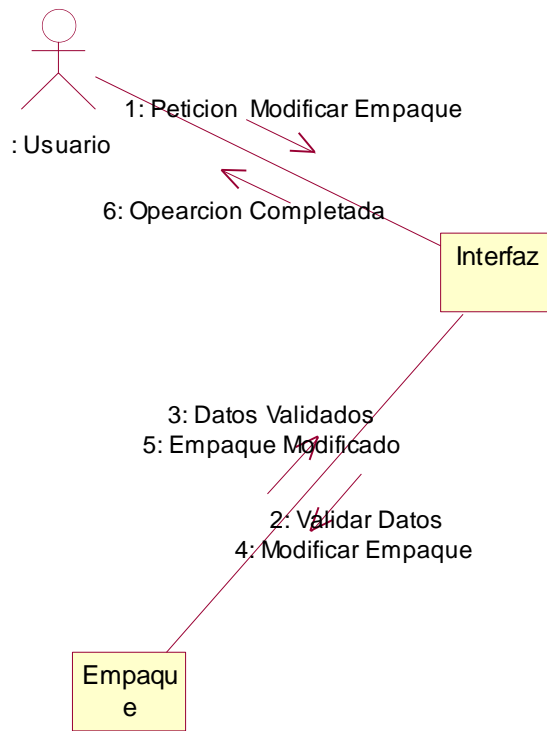 1: Peticion Modificar Empaque
: Usuario
6: Opearcion Completada
Interfaz
3: Datos Validados
5: Empaque Modificado
2: Validar Datos
4: Modificar Empaque
Empaqu
e